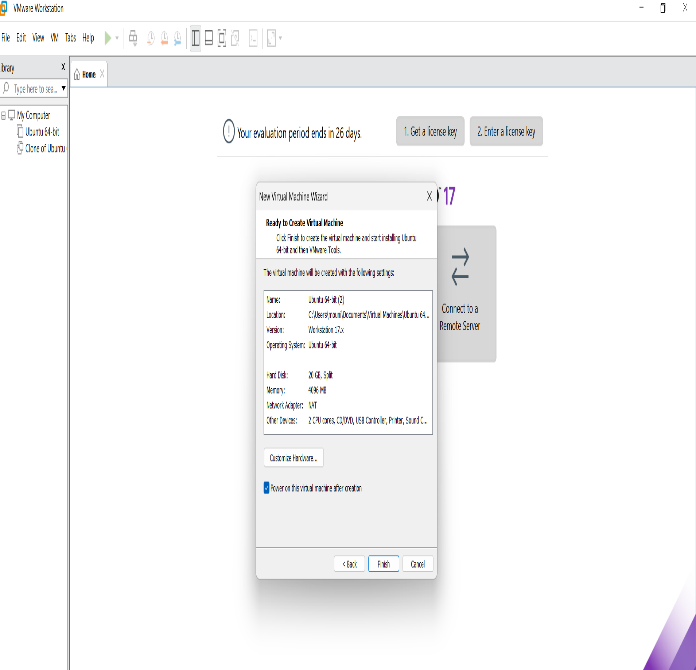 VMware Workstation
File Edit View VM Tabs Help
ibrary X
Home
Type here to sea...
My Computer
Ubuntu 64-bit
Clone of Ubuntu
Your evaluation period ends in 26 days.
1. Get a license key
2. Enter a license key
17
Connect to a
Remote Server
New Virtual Machine Wizard
Ready to Create Virtual Machine
Click Finish to create the virtual machine and start installing Ubuntu
64-bit and then VMware Tools.
The virtual machine will be created with the following settings:
Name: Ubuntu 64-bit (2)
Location: C:\Users\mouni\Documents\Virtual Machines\Ubuntu 64...
Version: Workstation 17.x
Operating System: Ubuntu 64-bit
Hard Disk: 20 GB, Split
Memory: 4096 MB
Network Adapter: NAT
Other Devices: 2 CPU cores, CD/DVD, USB Controller, Printer, Sound C...
Customize Hardware...
Power on this virtual machine after creation
< Back
Finish
Cancel